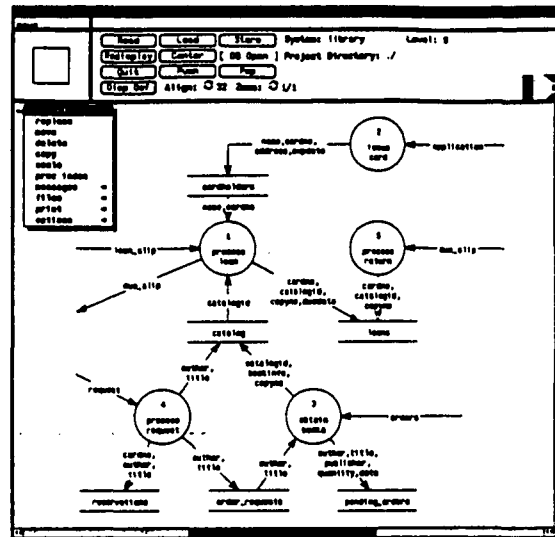 Read Load Store System: library Level: 0
Redisplay Center [ DB Open ] Project Directory: ./
Quit Push Pop
Disp Def Align: 32 Zoom: 1/1
replace
move
delete
copy
scale
proc index
messages
files
print
options
2
issue
card
name,cardno,
address,expdate
application
cardholders
name,cardno
1
process
loan
5
process
return
loan_slip
due_slip
due_slip
catalogid
cardno,
catalogid,
copyno,duedate
cardno,
catalogid,
copyno
catalog
loans
author,
title
catalogid,
bookinfo,
copyno
request
4
process
request
3
obtain
books
orders
cardno,
author,
title
author,
title
author,
title
author,title,
publisher,
quantity,date
reservations
order_requests
pending_orders